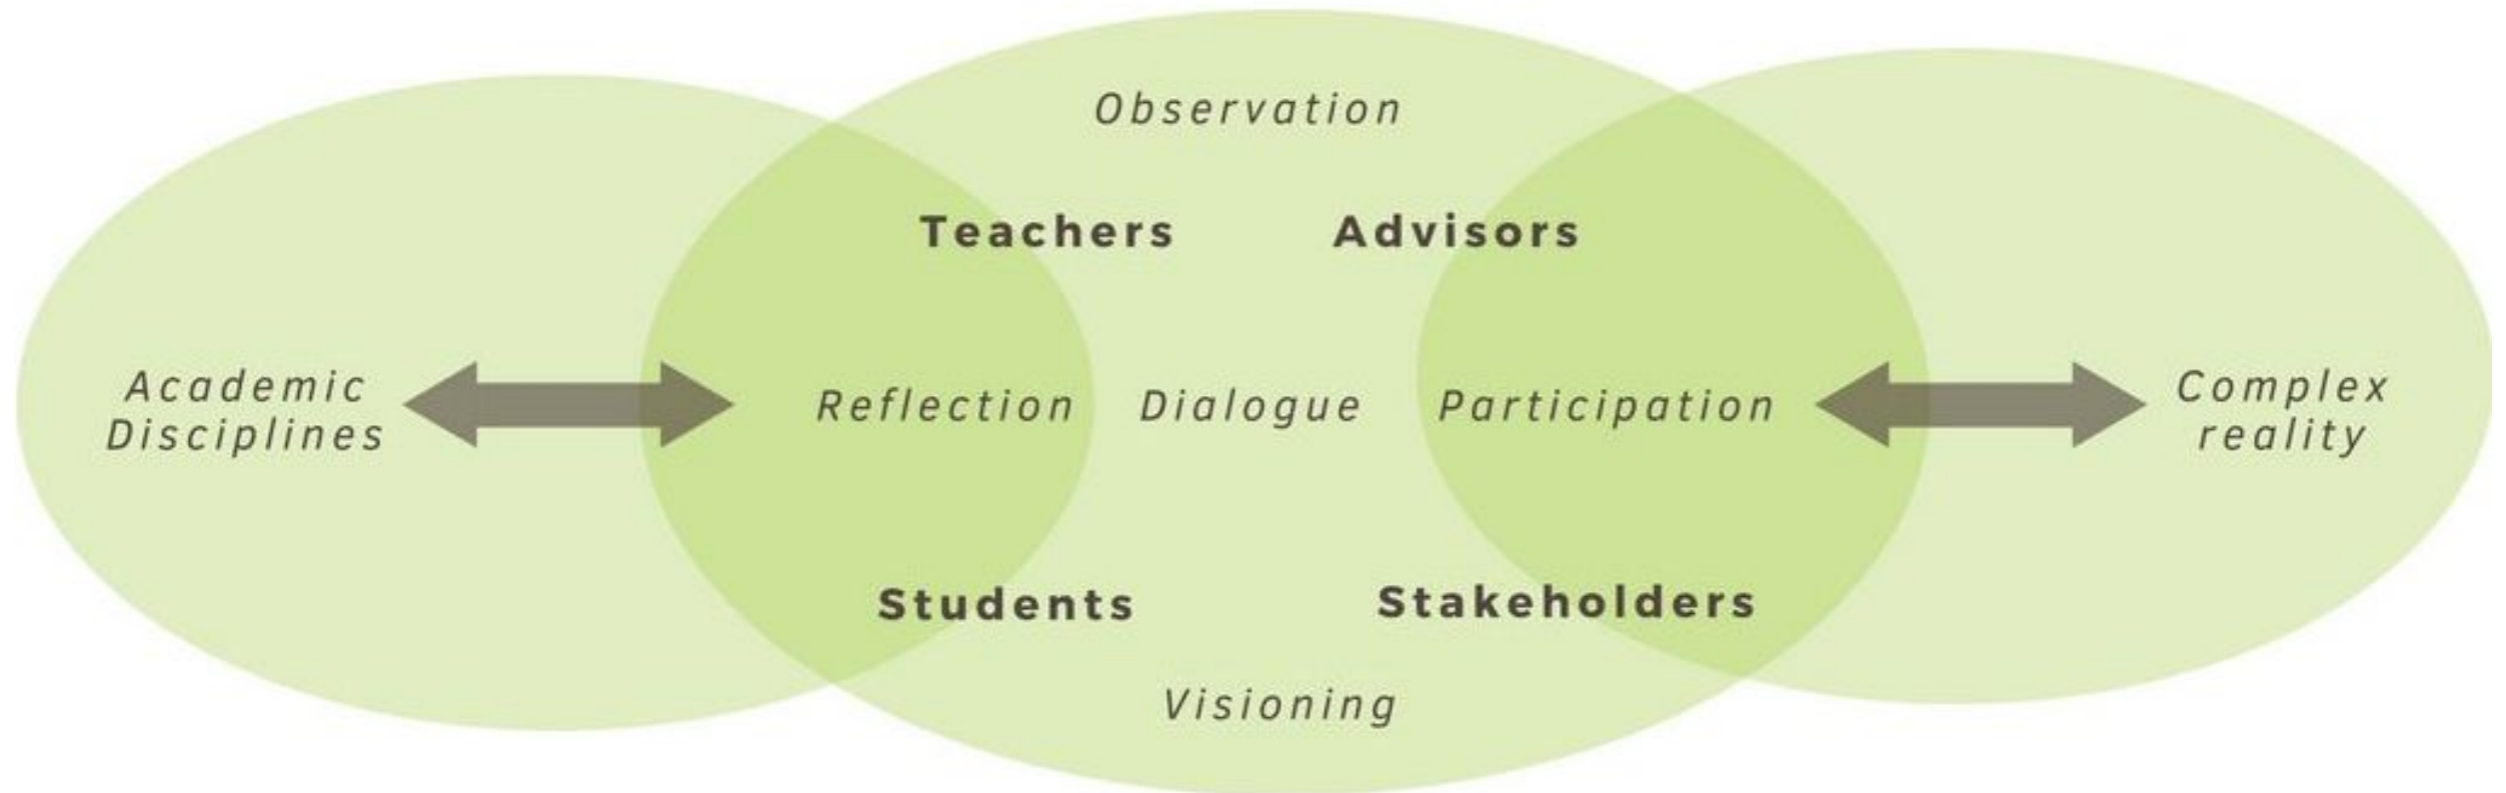 Observation
Teachers Advisors
Academic
Disciplines
Reflection Dialogue Participation
Complex
reality
Students Stakeholders
Visioning